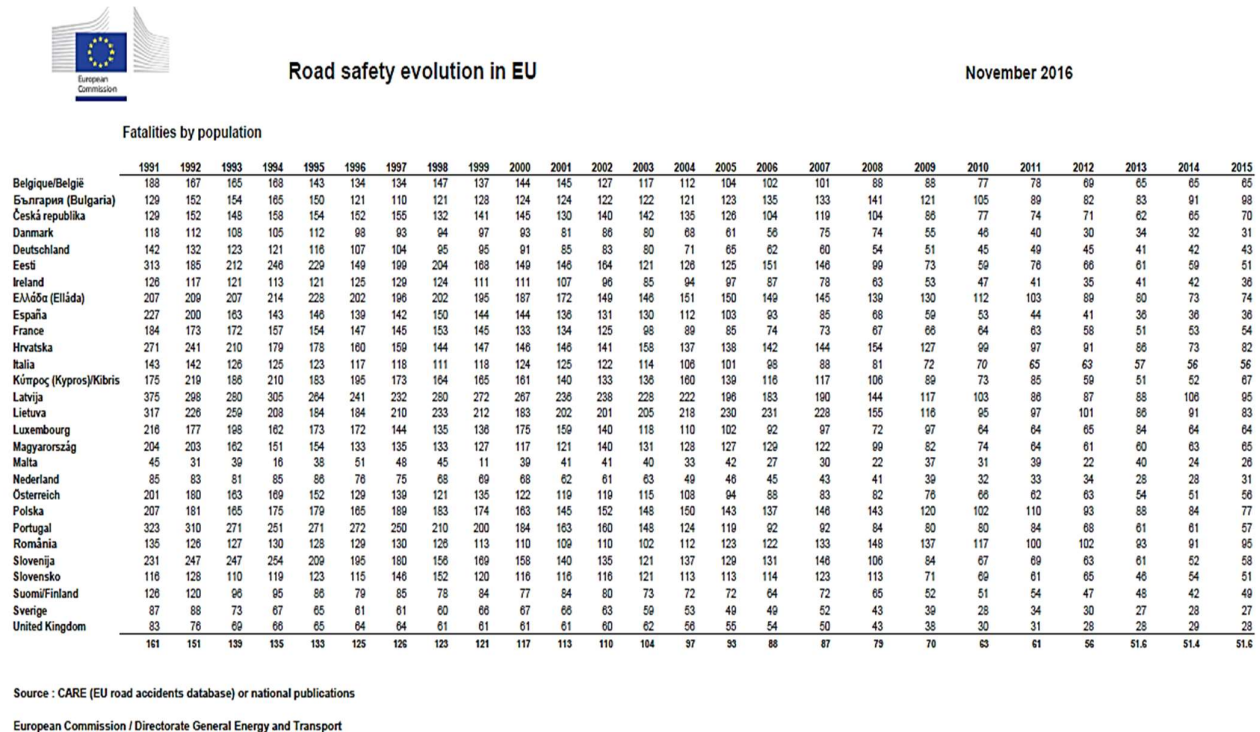 European
Commission
Road safety evolution in EU
November 2016
Fatalities by population
1991 1992 1993 1994 1995 1996 1997 1998 1999 2000 2001 2002 2003 2004 2005 2006 2007 2008 2009 2010 2011 2012 2013 2014 2015
Belgique/België 188 167 165 168 143 134 134 147 137 144 145 127 117 112 104 102 101 88 88 77 78 69 65 65 65
България (Bulgaria) 129 152 154 165 150 121 110 121 128 124 124 122 122 121 123 135 133 141 121 105 89 82 83 91 98
Česká republika 129 152 148 158 154 152 155 132 141 145 130 140 142 135 126 104 119 104 86 77 74 71 62 65 70
Danmark 118 112 108 105 112 98 93 94 97 93 81 86 80 68 61 56 75 74 55 46 40 30 34 32 31
Deutschland 142 132 123 121 116 107 104 95 95 91 85 83 80 71 65 62 60 54 51 45 49 45 41 42 43
Eesti 313 185 212 246 229 149 199 204 168 149 146 164 121 126 125 151 146 99 73 59 76 66 61 59 51
Ireland 126 117 121 113 121 125 129 124 111 111 107 96 85 94 97 87 78 63 53 47 41 35 41 42 36
Ελλάδα (Elláda) 207 209 207 214 228 202 196 202 195 187 172 149 146 151 150 149 145 139 130 112 103 89 80 73 74
España 227 200 163 143 146 139 142 150 144 144 136 131 130 112 103 93 85 68 59 53 44 41 36 36 36
France 184 173 172 157 154 147 145 153 145 133 134 125 98 89 85 74 73 67 66 64 63 58 51 53 54
Hrvatska 271 241 210 179 178 160 159 144 147 146 146 141 158 137 138 142 144 154 127 99 97 91 86 73 82
Italia 143 142 126 125 123 117 118 111 118 124 125 122 114 106 101 98 88 81 72 70 65 63 57 56 56
Κύπρος (Kypros)/Kibris 175 219 186 210 183 195 173 164 165 161 140 133 136 160 139 116 117 106 89 73 85 59 51 52 67
Latvija 375 298 280 305 264 241 232 280 272 267 236 238 228 222 196 183 190 144 117 103 86 87 88 106 95
Lietuva 317 226 259 208 184 184 210 233 212 183 202 201 205 218 230 231 228 155 116 95 97 101 86 91 83
Luxembourg 216 177 198 162 173 172 144 135 136 175 159 140 118 110 102 92 97 72 97 64 64 65 84 64 64
Magyarország 204 203 162 151 154 133 135 133 127 117 121 140 131 128 127 129 122 99 82 74 64 61 60 63 65
Malta 45 31 39 16 38 51 48 45 11 39 41 41 40 33 42 27 30 22 37 31 39 22 40 24 26
Nederland 85 83 81 85 86 76 75 68 69 68 62 61 63 49 46 45 43 41 39 32 33 34 28 28 31
Österreich 201 180 163 169 152 129 139 121 135 122 119 119 115 108 94 88 83 82 76 66 62 63 54 51 56
Polska 207 181 165 175 179 165 189 183 174 163 145 152 148 150 143 137 146 143 120 102 110 93 88 84 77
Portugal 323 310 271 251 271 272 250 210 200 184 163 160 148 124 119 92 92 84 80 80 84 68 61 61 57
România 135 126 127 130 128 129 130 126 113 110 109 110 102 112 123 122 133 148 137 117 100 102 93 91 95
Slovenija 231 247 247 254 209 195 180 156 169 158 140 135 121 137 129 131 146 106 84 67 69 63 61 52 58
Slovensko 116 128 110 119 123 115 146 152 120 116 116 116 121 113 113 114 123 113 71 69 61 65 46 54 51
Suomi/Finland 126 120 96 95 86 79 85 78 84 77 84 80 73 72 72 64 72 65 52 51 54 47 48 42 49
Sverige 87 88 73 67 65 61 61 60 66 67 66 63 59 53 49 49 52 43 39 28 34 30 27 28 27
United Kingdom 83 76 69 66 65 64 64 61 61 61 61 60 62 56 55 54 50 43 38 30 31 28 28 29 28
161 151 139 135 133 125 126 123 121 117 113 110 104 97 93 88 87 79 70 63 61 56 51.6 51.4 51.6
Source : CARE (EU road accidents database) or national publications
European Commission / Directorate General Energy and Transport